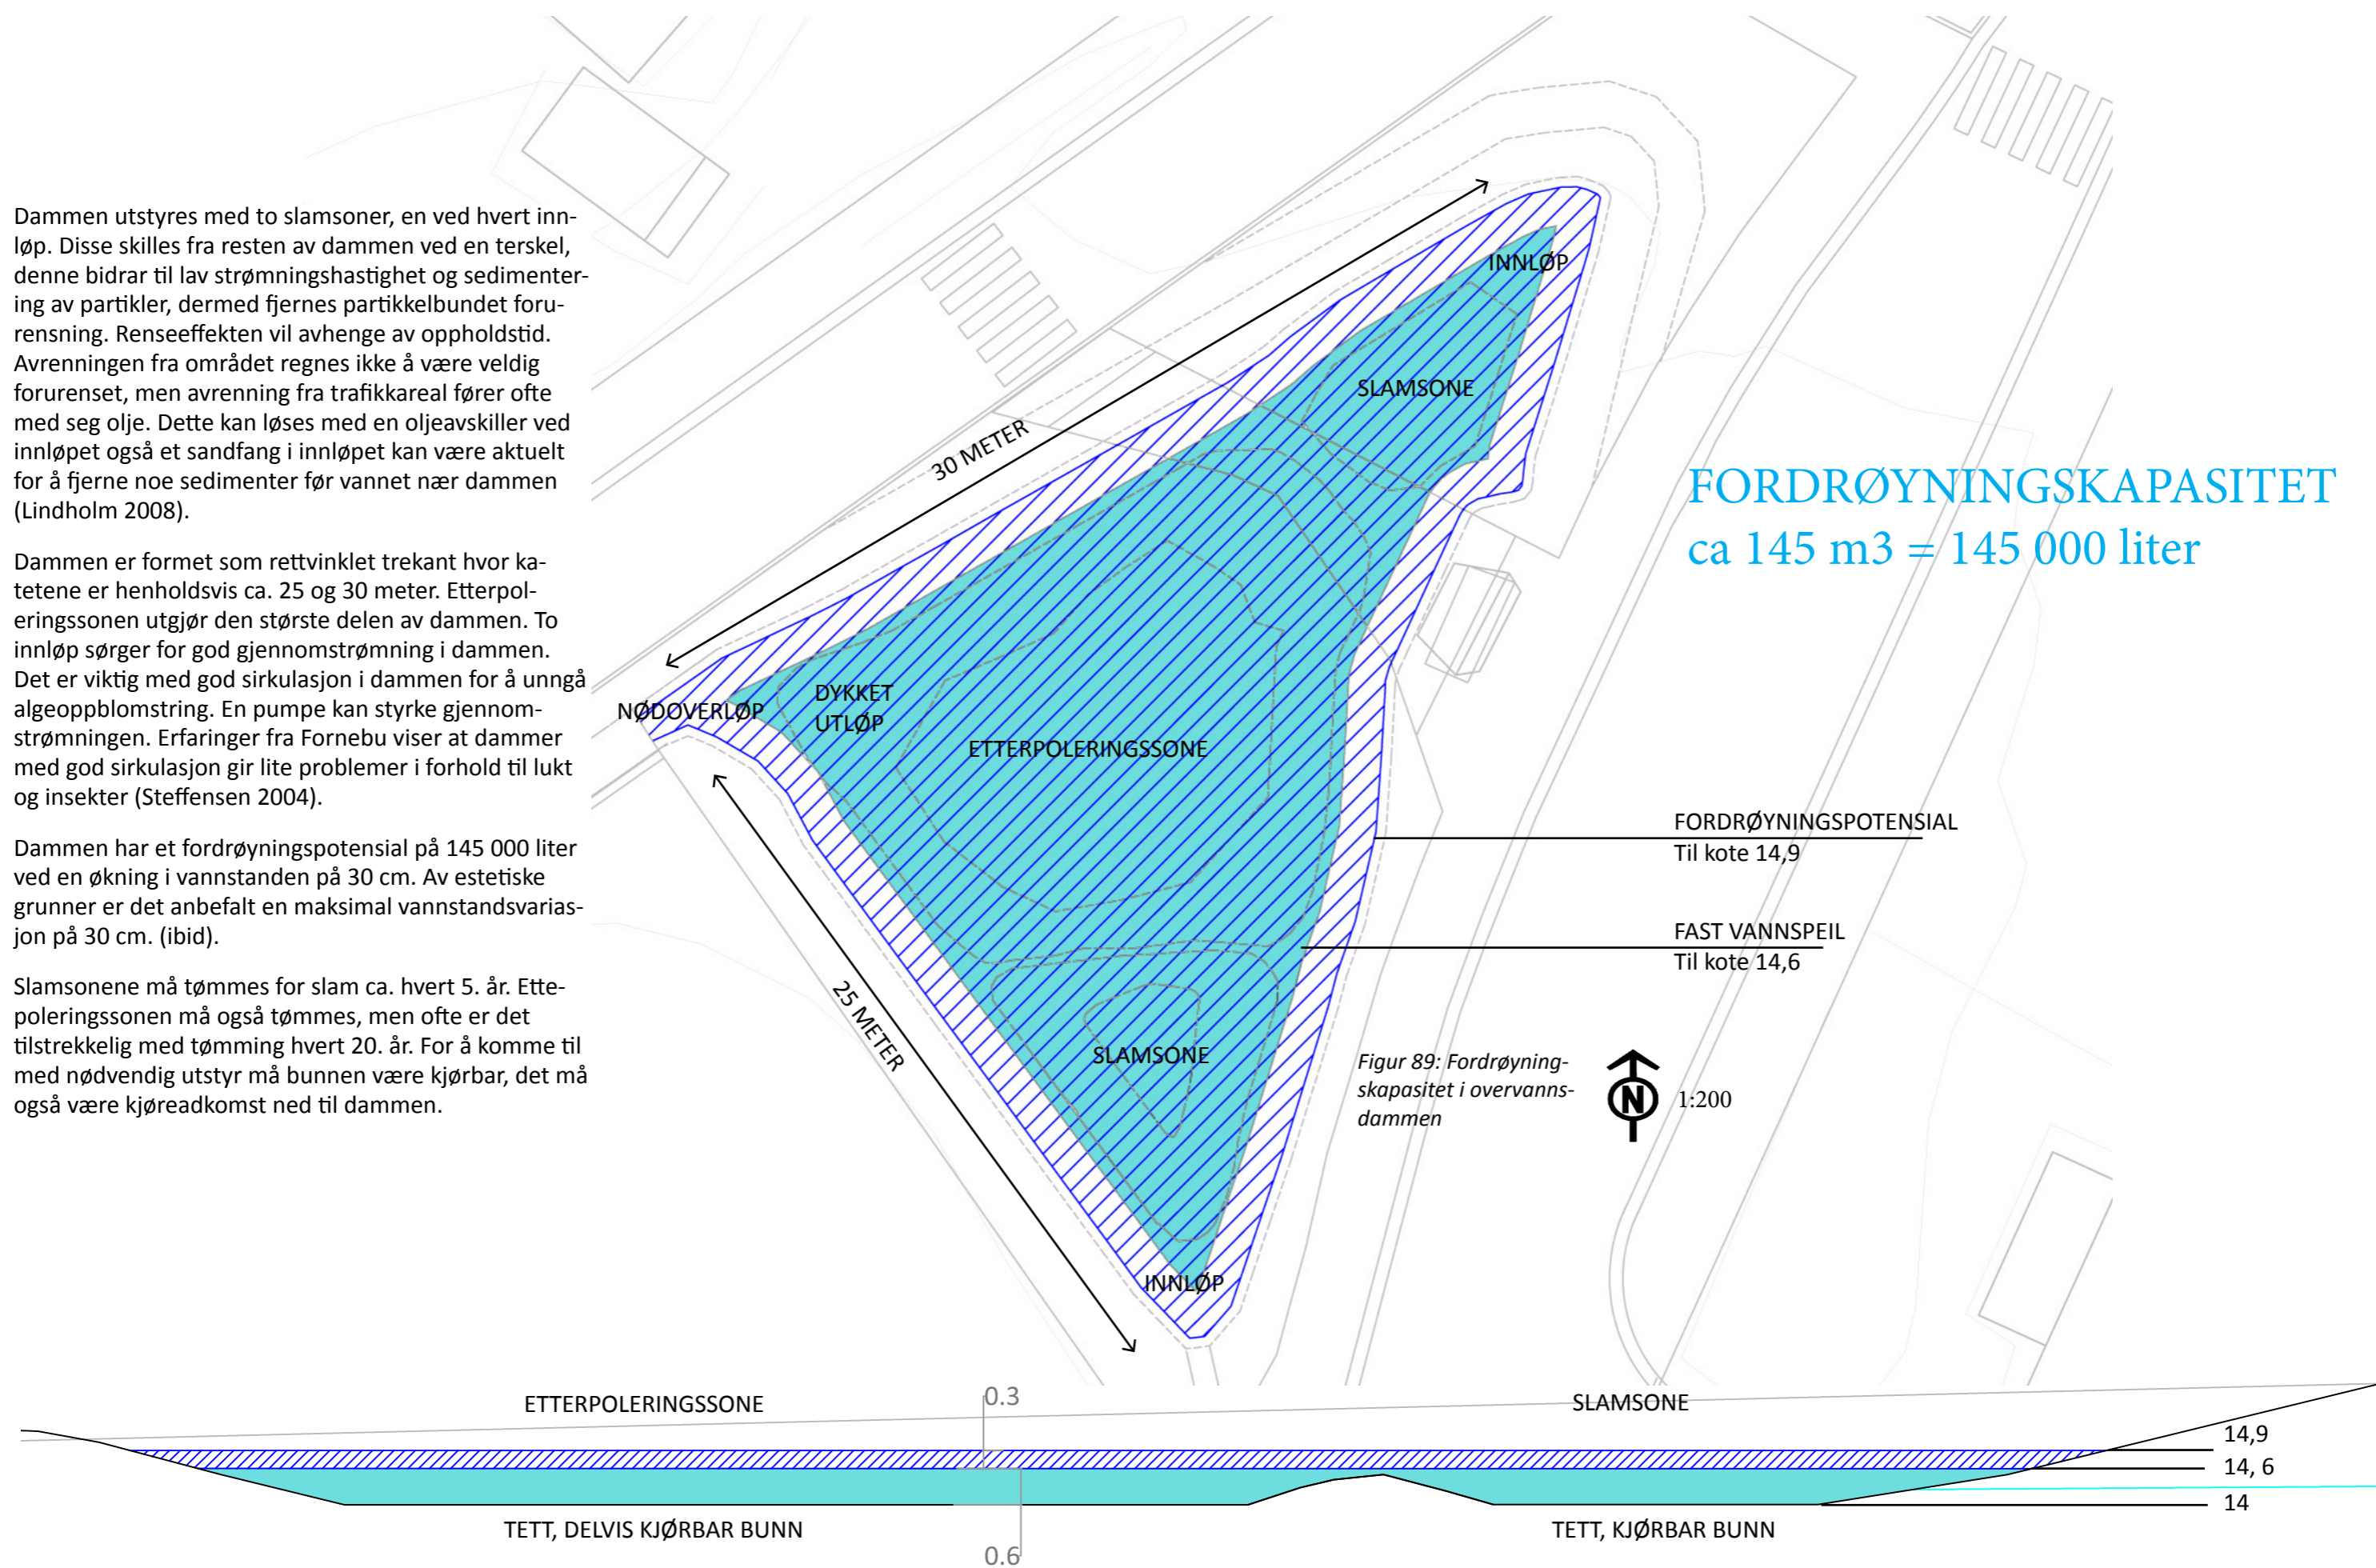 Dammen utstyres med to slamsoner, en ved hvert inn-
løp. Disse skilles fra resten av dammen ved en terskel,
denne bidrar til lav strømningshastighet og sedimenter-
ing av partikler, dermed fjernes partikkelbundet foru-
rensning. Renseeffekten vil avhenge av oppholdstid.
Avrenningen fra området regnes ikke å være veldig
forurenset, men avrenning fra trafikkareal fører ofte
med seg olje. Dette kan løses med en oljeavskiller ved
innløpet også et sandfang i innløpet kan være aktuelt
for å fjerne noe sedimenter før vannet nær dammen
(Lindholm 2008).
Dammen er formet som rettvinklet trekant hvor ka-
tetene er henholdsvis ca. 25 og 30 meter. Etterpol-
eringssonen utgjør den største delen av dammen. To
innløp sørger for god gjennomstrømning i dammen.
Det er viktig med god sirkulasjon i dammen for å unngå
algeoppblomstring. En pumpe kan styrke gjennom-
strømningen. Erfaringer fra Fornebu viser at dammer
med god sirkulasjon gir lite problemer i forhold til lukt
og insekter (Steffensen 2004).
Dammen har et fordrøyningspotensial på 145 000 liter
ved en økning i vannstanden på 30 cm. Av estetiske
grunner er det anbefalt en maksimal vannstandsvarias-
jon på 30 cm. (ibid).
Slamsonene må tømmes for slam ca. hvert 5. år. Ette-
poleringssonen må også tømmes, men ofte er det
tilstrekkelig med tømming hvert 20. år. For å komme til
med nødvendig utstyr må bunnen være kjørbar, det må
også være kjøreadkomst ned til dammen.
INNLØP
SLAMSONE
30 METER
FORDRØYNINGSKAPASITET
ca 145 m3 = 145 000 liter
NØDOVERLØP
DYKKET
UTLØP
ETTERPOLERINGSSONE
FORDRØYNINGSPOTENSIAL
Til kote 14,9
FAST VANNSPEIL
Til kote 14,6
25 METER
SLAMSONE
INNLØP
Figur 89: Fordrøyning-
skapasitet i overvanns-
dammen
N
1:200
ETTERPOLERINGSSONE
0.3
SLAMSONE
14,9
14, 6
14
TETT, DELVIS KJØRBAR BUNN
0.6
TETT, KJØRBAR BUNN